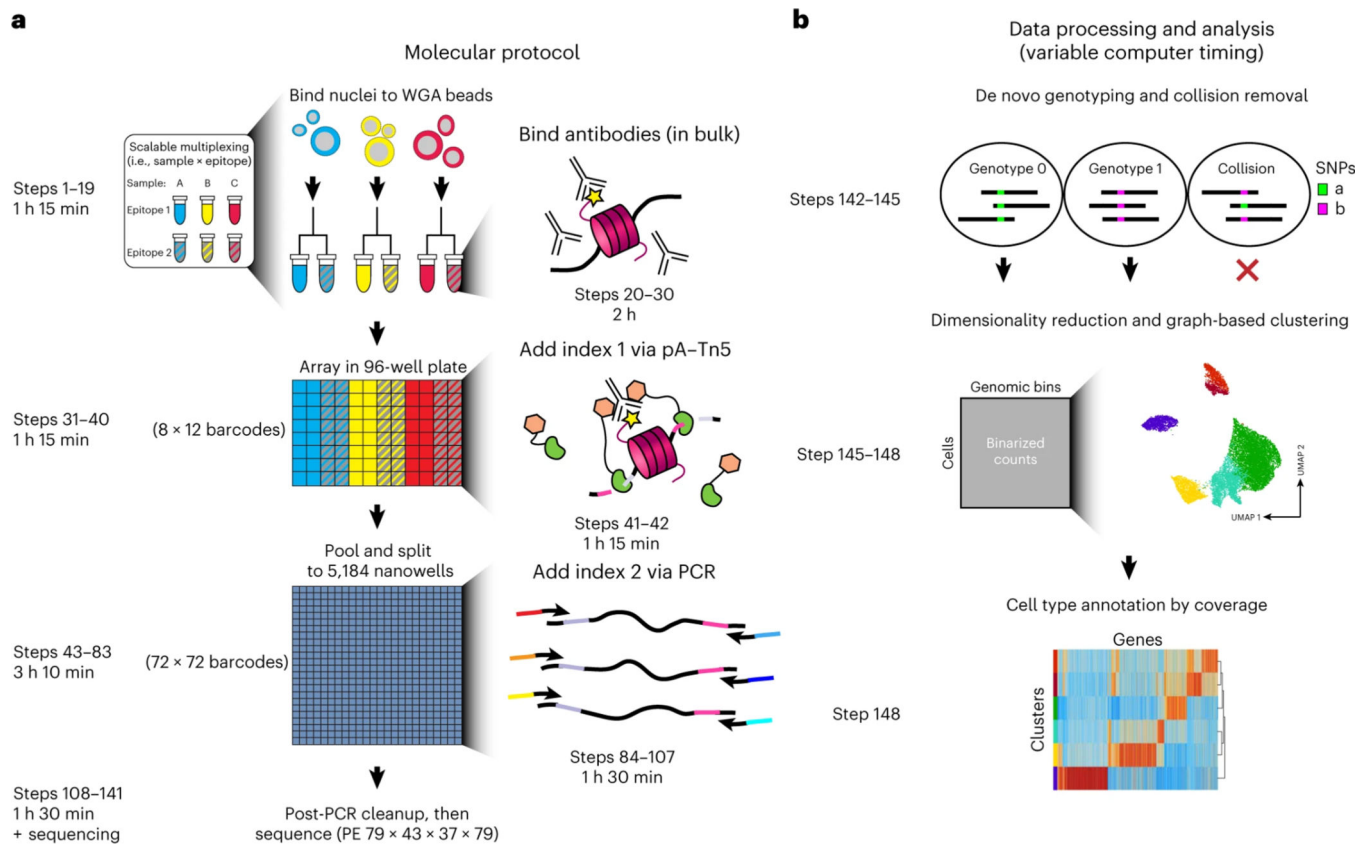 a
Molecular protocol
Bind nuclei to WGA beads
Scalable multiplexing
(i.e., sample × epitope)
Sample: A B C
Epitope 1
Epitope 2
Steps 1–19
1 h 15 min
Bind antibodies (in bulk)
Steps 20–30
2 h
Array in 96-well plate
Steps 31–40
1 h 15 min
(8 × 12 barcodes)
Add index 1 via pA–Tn5
Steps 41–42
1 h 15 min
Pool and split
to 5,184 nanowells
Steps 43–83
3 h 10 min
(72 × 72 barcodes)
Add index 2 via PCR
Steps 84–107
1 h 30 min
Steps 108–141
1 h 30 min
+ sequencing
Post-PCR cleanup, then
sequence (PE 79 × 43 × 37 × 79)
b
Data processing and analysis
(variable computer timing)
De novo genotyping and collision removal
Steps 142–145
Genotype 0
Genotype 1
Collision
SNPs
a
b
Dimensionality reduction and graph-based clustering
Step 145–148
Genomic bins
Cells
Binarized
counts
UMAP 2
UMAP 1
Cell type annotation by coverage
Step 148
Genes
Clusters